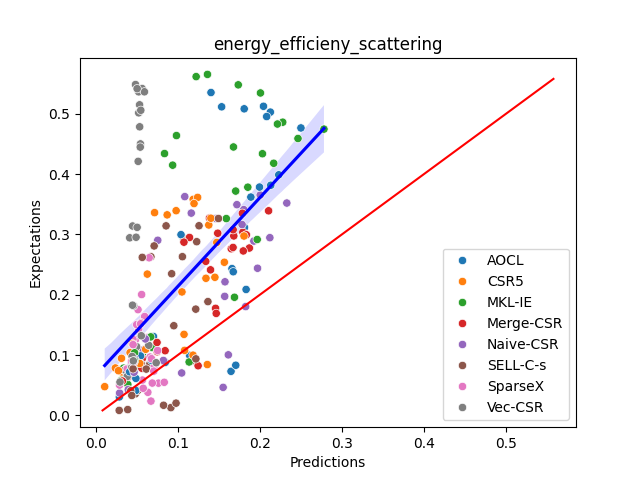 energy_efficieny_scattering
Expectations
0.5
0.4
0.3
0.2
0.1
0.0
0.0 0.1 0.2 0.3 0.4 0.5
Predictions
AOCL
CSR5
MKL-IE
Merge-CSR
Naive-CSR
SELL-C-s
SparseX
Vec-CSR